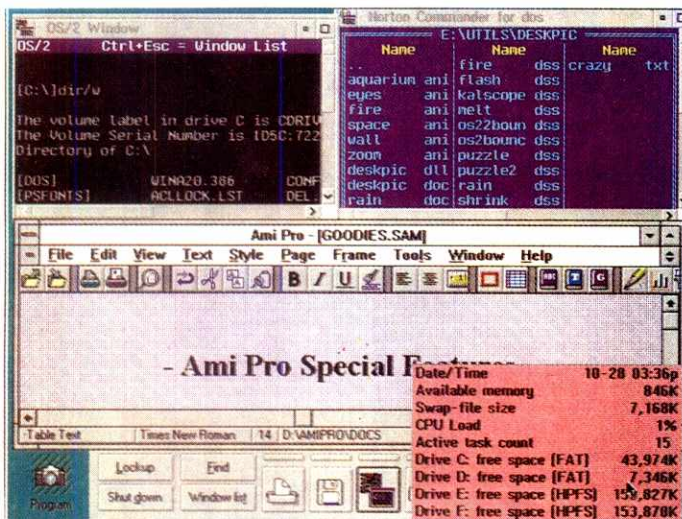 OS/2 Window
OS/2 Ctrl+Esc = Window List
[C:\]dir/w
The volume label in drive C is CDRIV
The Volume Serial Number is 1D5C:722
Directory of C:\
[DOS] WINA20.386 CONF
[PSFONTS] ACLLOCK.LST DEL.
Norton Commander for dos
E:\UTILS\DESKPIC
Name Name Name
.. fire dss crazy txt
aquarium ani flash dss
eyes ani kalscope dss
fire ani melt dss
space ani os22boun dss
wall ani os2bounc dss
zoom ani puzzle dss
deskpic dll puzzle2 dss
deskpic doc rain dss
rain doc shrink dss
Ami Pro - [GOODIES.SAM]
File Edit View Text Style Page Frame Tools Window Help
B I U
- Ami Pro Special Features
Table Text Times New Roman 14 D:\AMIPRO\DOCS
Date/Time 10-28 03:36p
Available memory 846K
Swap-file size 7,168K
CPU Load 1%
Active task count 15
Drive C: free space (FAT) 43,974K
Drive D: free space (FAT) 7,346K
Drive E: free space (HPFS) 159,827K
Drive F: free space (HPFS) 153,878K
Program
Lockup Find
Shut down Window list